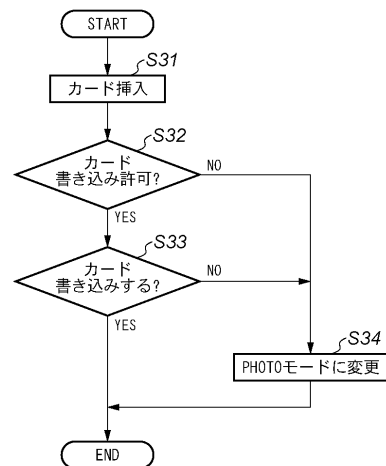 START
S31
カード挿入
S32
カード
書き込み許可?
NO
YES
S33
カード
書き込みする?
NO
YES
S34
PHOTOモードに変更
END